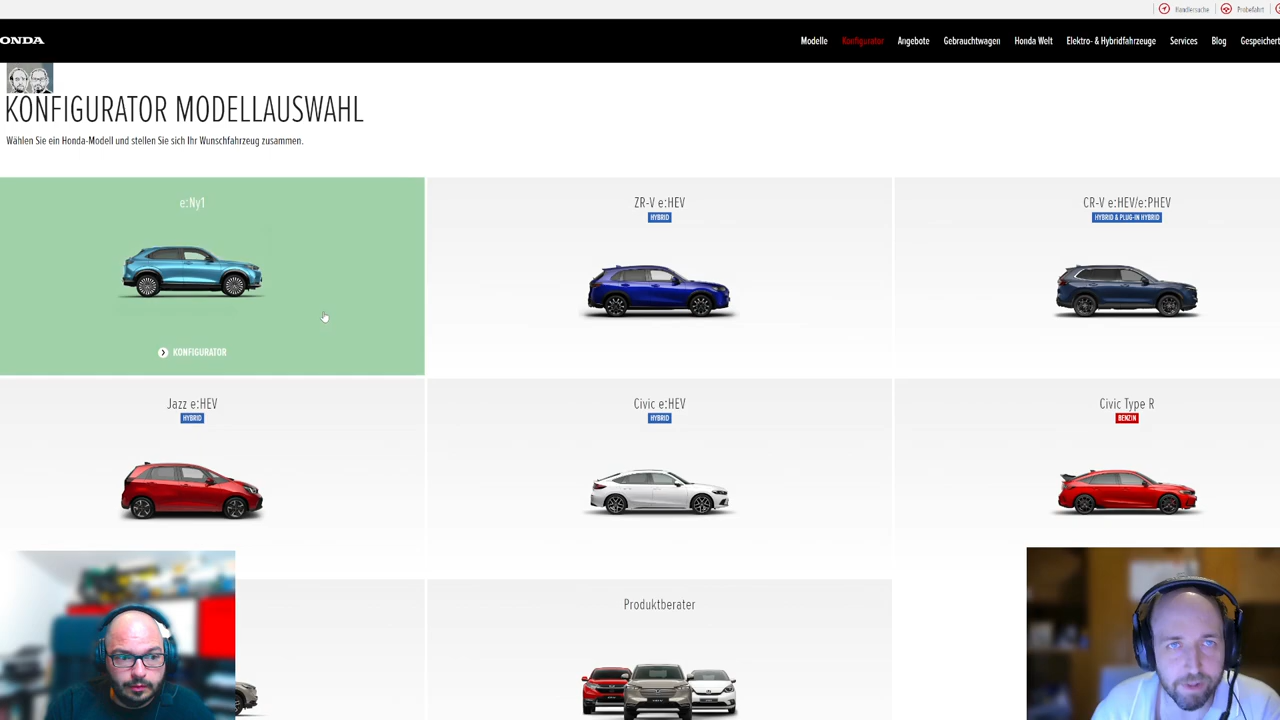 Händlersuche
Probefahrt
ONDA
Modelle
Konfigurator
Angebote
Gebrauchtwagen
Honda Welt
Elektro- & Hybridfahrzeuge
Services
Blog
Gespeichert
KONFIGURATOR MODELLAUSWAHL
Wählen Sie ein Honda-Modell und stellen Sie sich Ihr Wunschfahrzeug zusammen.
e:Ny1
KONFIGURATOR
ZR-V e:HEV
HYBRID
CR-V e:HEV/e:PHEV
HYBRID & PLUG-IN HYBRID
Jazz e:HEV
HYBRID
Civic e:HEV
HYBRID
Civic Type R
BENZIN
Produktberater